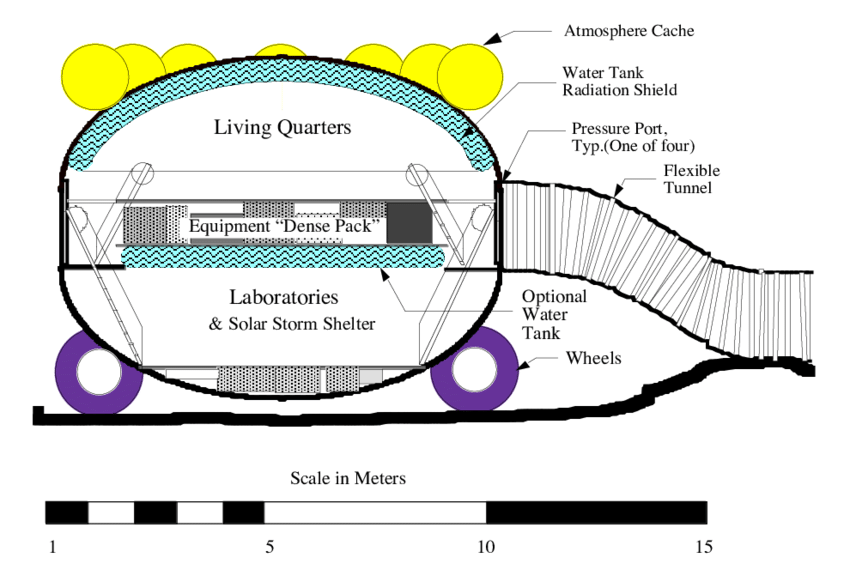 Atmosphere Cache
Water Tank
Radiation Shield
Living Quarters
Pressure Port,
Typ.(One of four)
Flexible
Tunnel
Equipment “Dense Pack”
Laboratories
& Solar Storm Shelter
Optional
Water
Tank
Wheels
Scale in Meters
1 5 10 15